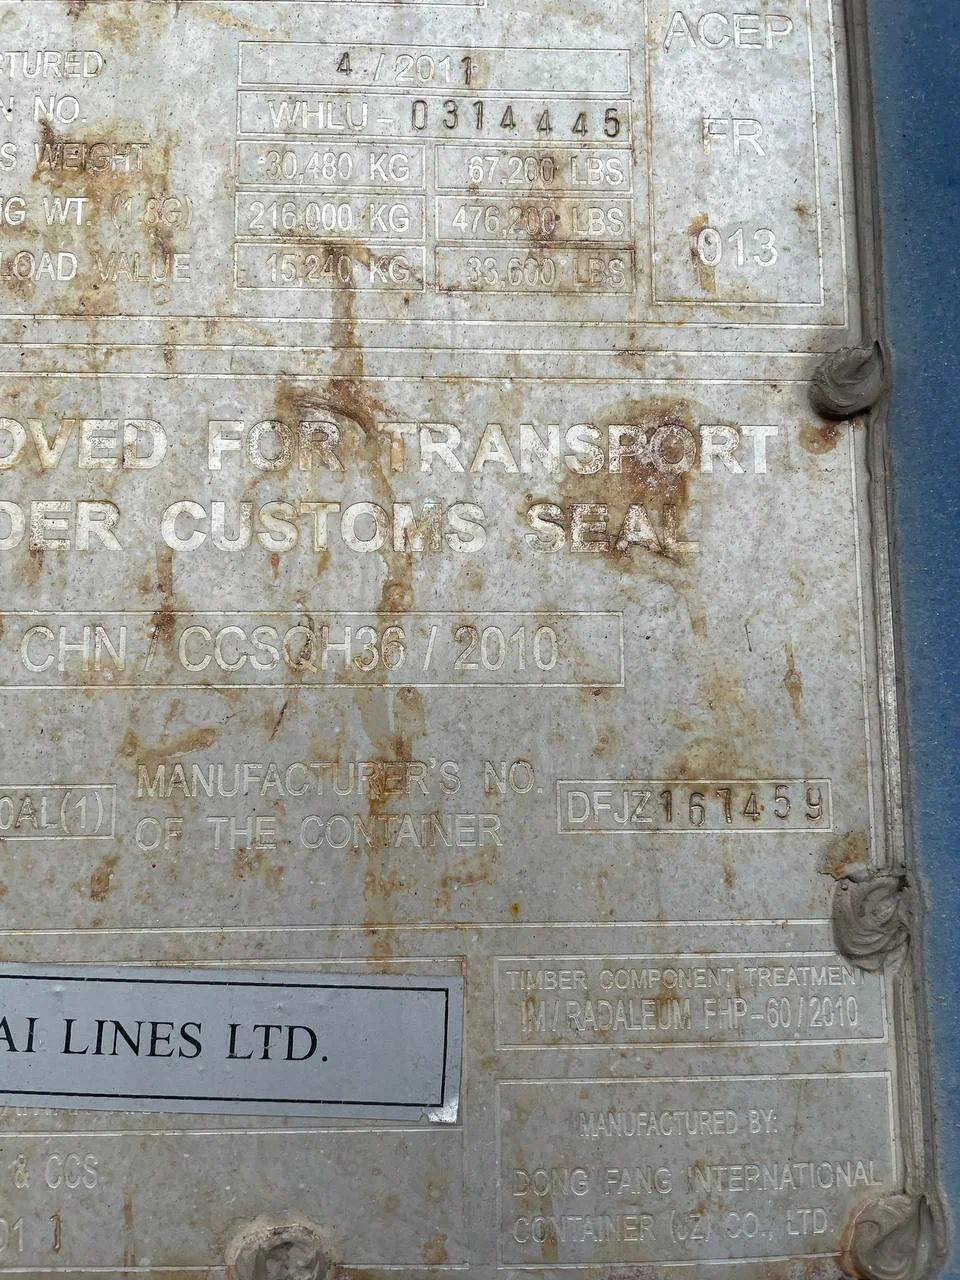 ACEP
FR
013
TURED 4 / 2011
N NO. WHLU - 0314445
S WEIGHT 30,480 KG 67,200 LBS
NG WT. (1.8G) 216,000 KG 476,200 LBS
LOAD VALUE 15,240 KG 33,600 LBS
OVED FOR TRANSPORT
DER CUSTOMS SEAL
CHN / CCSQH36 / 2010
0AL(1) MANUFACTURER'S NO.
OF THE CONTAINER DFJZ167459
AI LINES LTD.
TIMBER COMPONENT TREATMENT
IM / RADALEUM FHP-60 / 2010
& CCS
01 1
MANUFACTURED BY:
DONG FANG INTERNATIONAL
CONTAINER (JZ) CO., LTD.